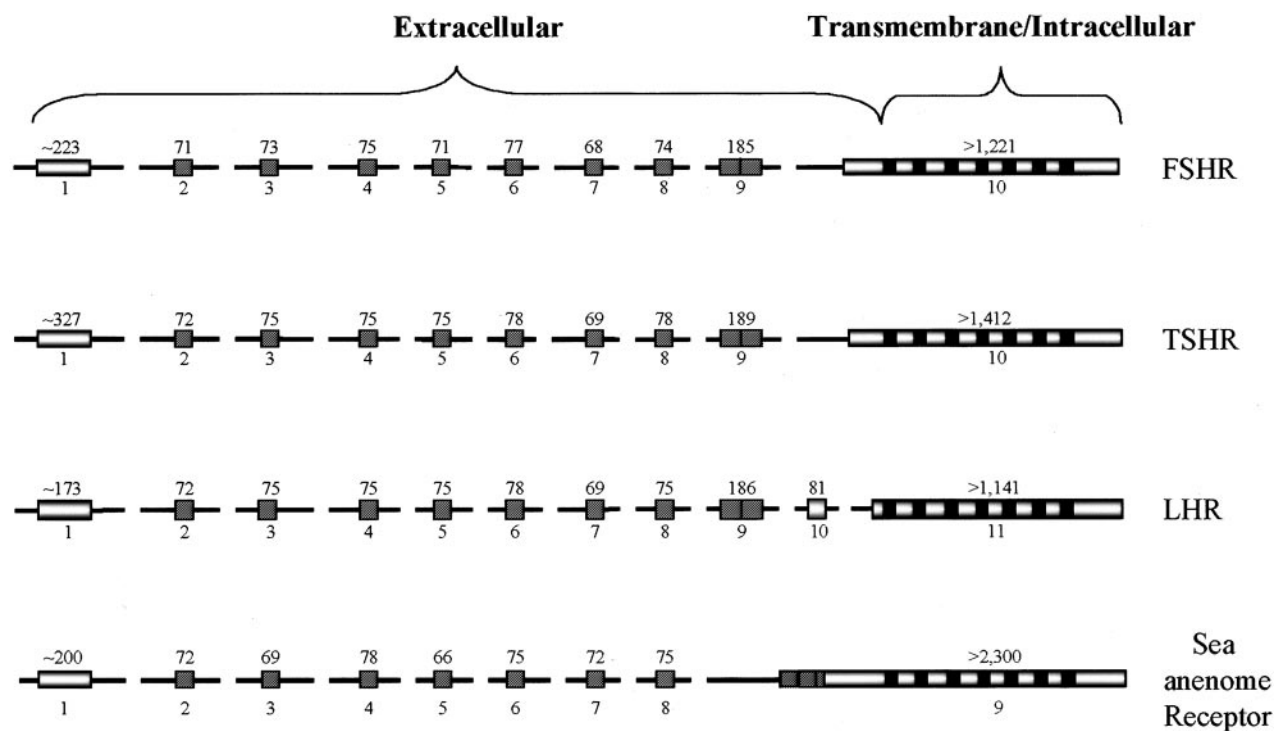 Extracellular Transmembrane/Intracellular
~223 71 73 75 71 77 68 74 185 >1,221
FSHR
1 2 3 4 5 6 7 8 9 10
~327 72 75 75 75 78 69 78 189 >1,412
TSHR
1 2 3 4 5 6 7 8 9 10
~173 72 75 75 75 78 69 75 186 81 >1,141
LHR
1 2 3 4 5 6 7 8 9 10 11
~200 72 69 78 66 75 72 75 >2,300
Sea
anenome
Receptor
1 2 3 4 5 6 7 8 9